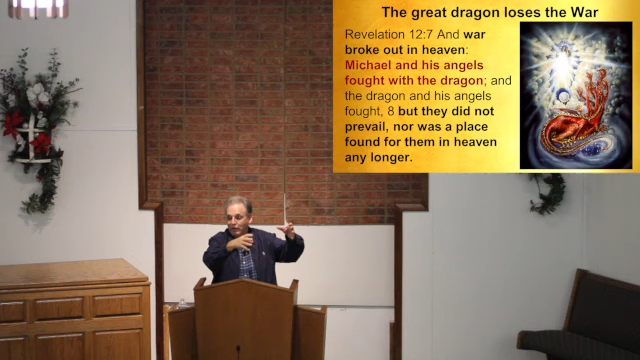 The great dragon loses the War
Revelation 12:7 And war
broke out in heaven:
Michael and his angels
fought with the dragon; and
the dragon and his angels
fought, 8 but they did not
prevail, nor was a place
found for them in heaven
any longer.